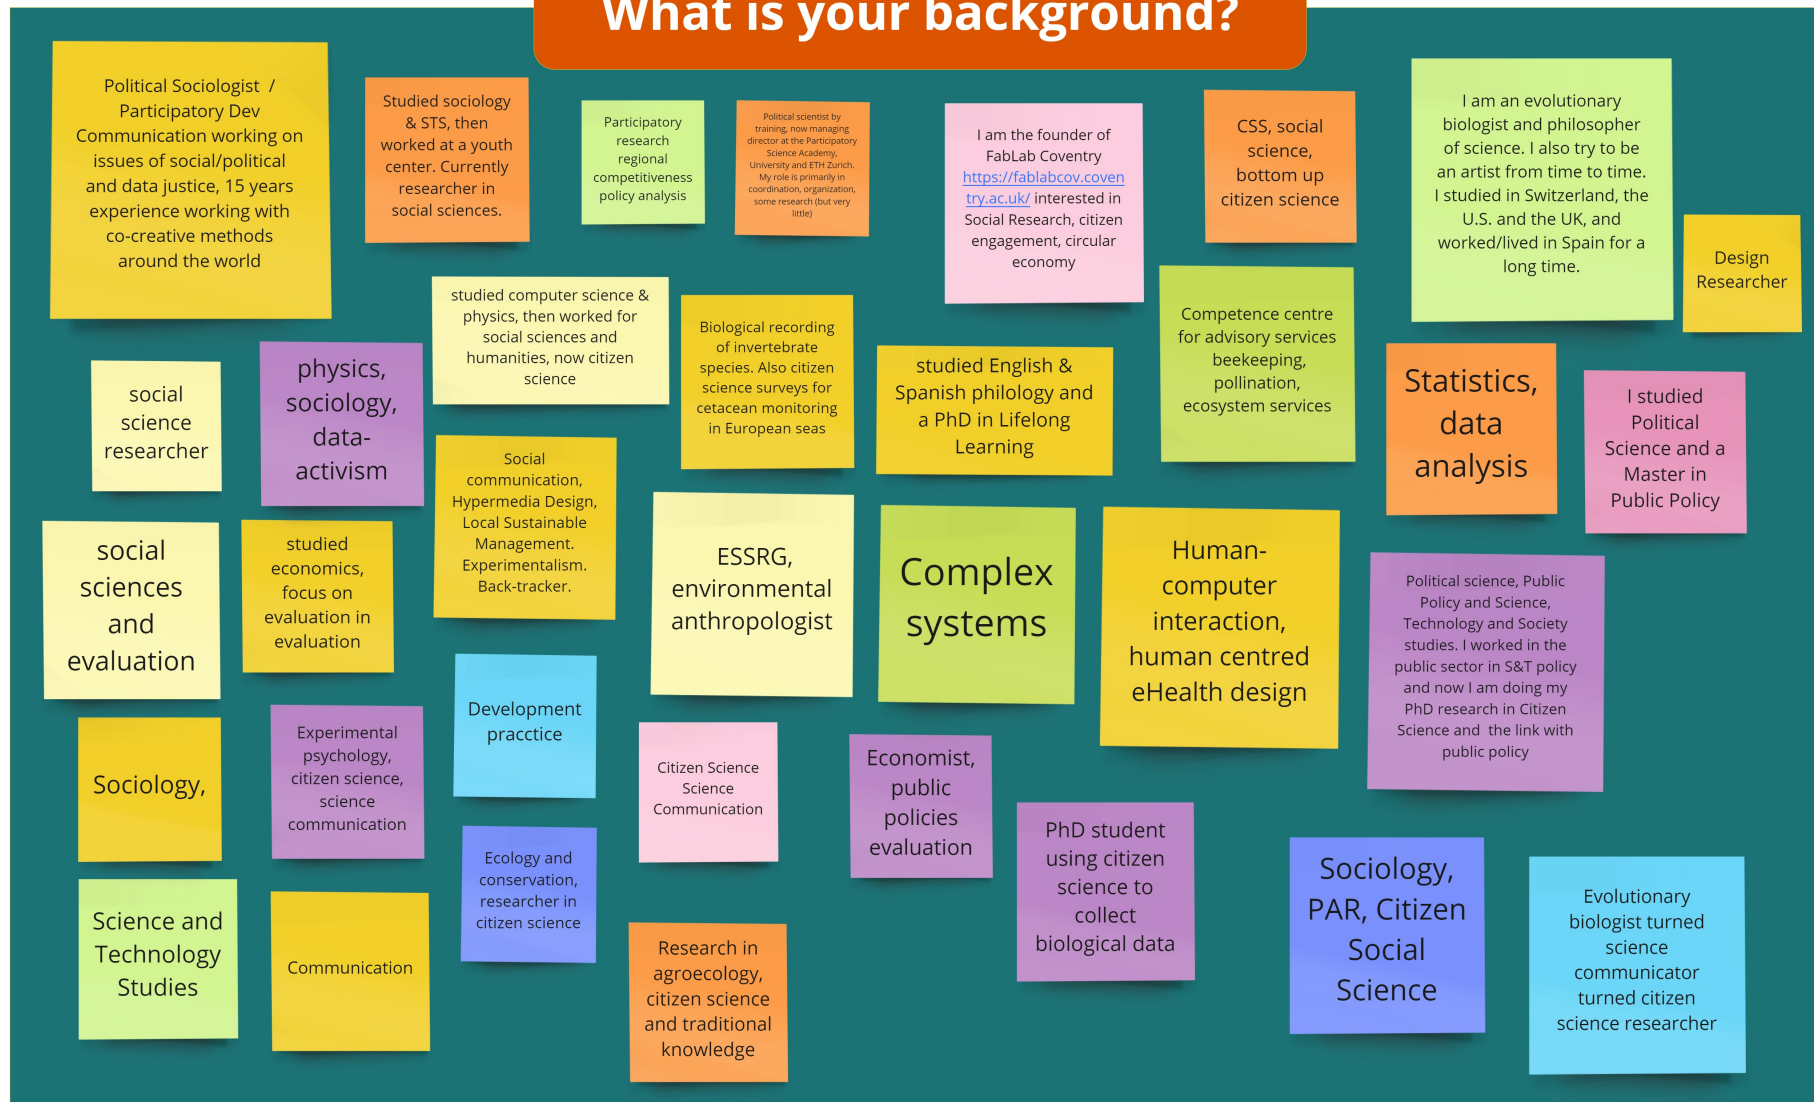 What is your background?
Political Sociologist /
Participatory Dev
Communication working on
issues of social/political
and data justice, 15 years
experience working with
co-creative methods
around the world
Studied sociology
& STS, then
worked at a youth
center. Currently
researcher in
social sciences.
Participatory
research
regional
competitiveness
policy analysis
Political scientist by
training, now managing
director at the Participatory
Science Academy,
University and ETH Zurich.
My role is primarily in
coordination, organization,
some research (but very
little)
I am the founder of
FabLab Coventry
https://fablabcov.coven
try.ac.uk/ interested in
Social Research, citizen
engagement, circular
economy
CSS, social
science,
bottom up
citizen science
I am an evolutionary
biologist and philosopher
of science. I also try to be
an artist from time to time.
I studied in Switzerland, the
U.S. and the UK, and
worked/lived in Spain for a
long time.
Design
Researcher
studied computer science &
physics, then worked for
social sciences and
humanities, now citizen
science
Biological recording
of invertebrate
species. Also citizen
science surveys for
cetacean monitoring
in European seas
studied English &
Spanish philology and
a PhD in Lifelong
Learning
Competence centre
for advisory services
beekeeping,
pollination,
ecosystem services
social
science
researcher
physics,
sociology,
data-
activism
Statistics,
data
analysis
I studied
Political
Science and a
Master in
Public Policy
Social
communication,
Hypermedia Design,
Local Sustainable
Management.
Experimentalism.
Back-tracker.
social
sciences
and
evaluation
studied
economics,
focus on
evaluation in
evaluation
ESSRG,
environmental
anthropologist
Complex
systems
Human-
computer
interaction,
human centred
eHealth design
Political science, Public
Policy and Science,
Technology and Society
studies. I worked in the
public sector in S&T policy
and now I am doing my
PhD research in Citizen
Science and the link with
public policy
Sociology,
Experimental
psychology,
citizen science,
science
communication
Development
pracctice
Citizen Science
Science
Communication
Economist,
public
policies
evaluation
PhD student
using citizen
science to
collect
biological data
Ecology and
conservation,
researcher in
citizen science
Sociology,
PAR, Citizen
Social
Science
Evolutionary
biologist turned
science
communicator
turned citizen
science researcher
Science and
Technology
Studies
Communication
Research in
agroecology,
citizen science
and traditional
knowledge